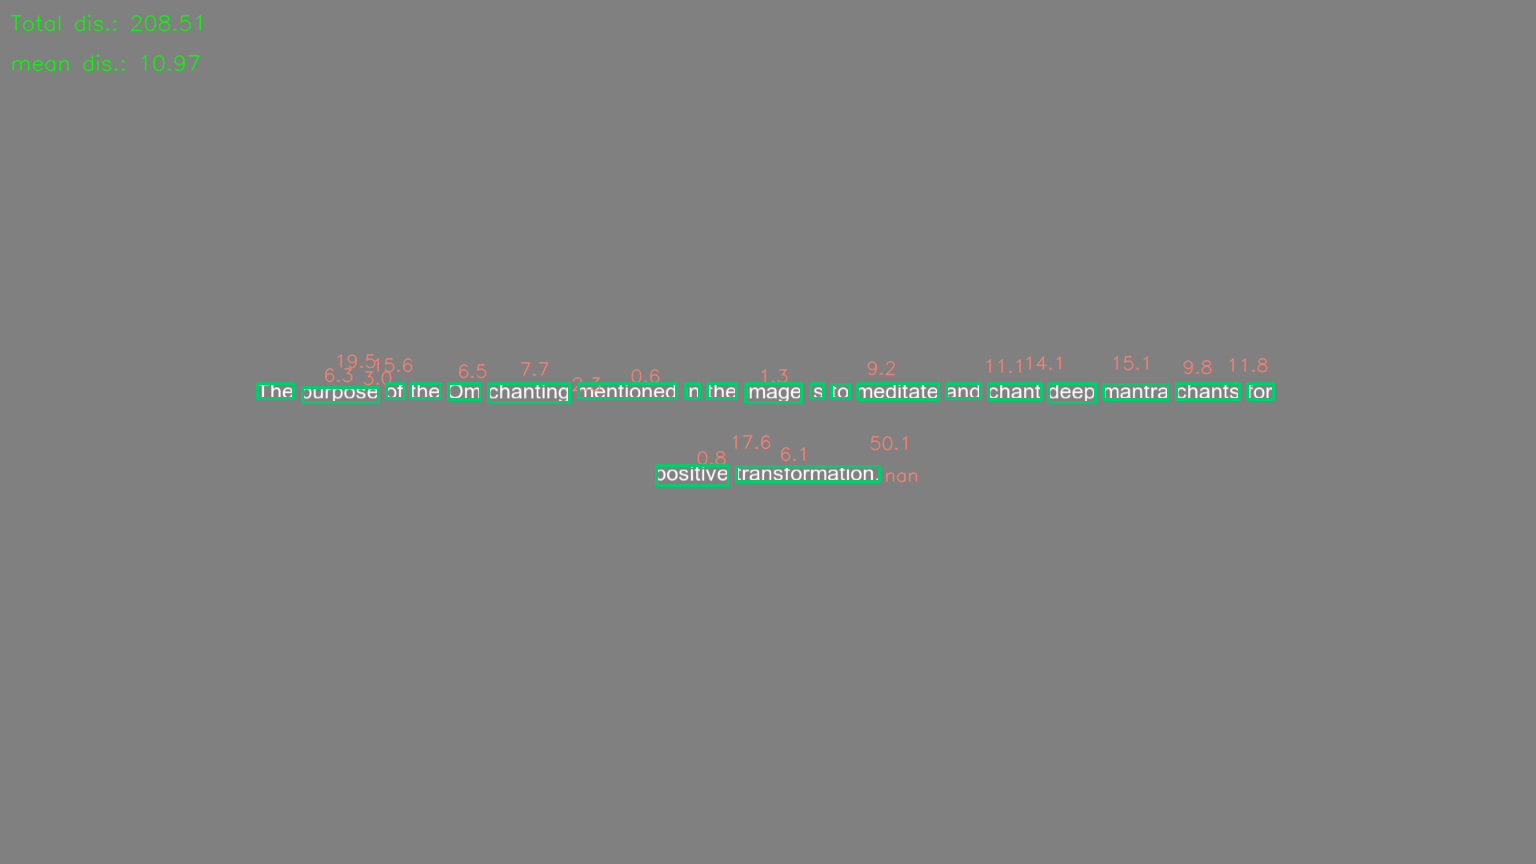 Total dis.: 208.51
mean dis.: 10.97
19.5 15.6 6.3 3.0 6.5 7.7 0.6 1.3 9.2 11.1 14.1 15.1 9.8 11.8
The purpose of the Om chanting mentioned in the image is to meditate and chant deep mantra chants for
17.6 50.1 0.8 6.1 nan
positive transformation.